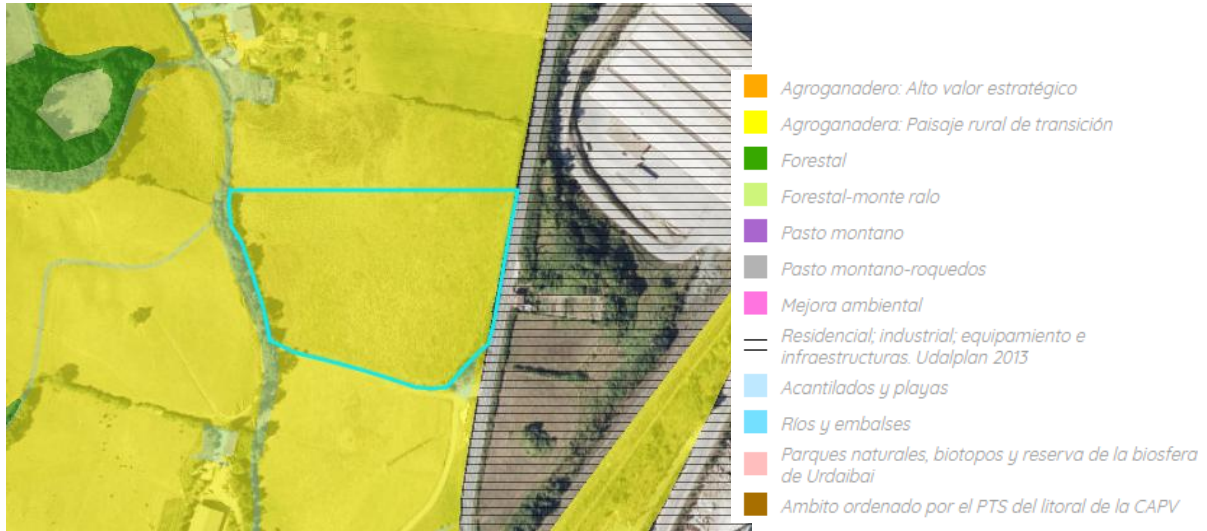 Agroganadero: Alto valor estratégico
Agroganadera: Paisaje rural de transición
Forestal
Forestal-monte ralo
Pasto montano
Pasto montano-roquedos
Mejora ambiental
Residencial; industrial; equipamiento e
infraestructuras. Udalplan 2013
Acantilados y playas
Ríos y embalses
Parques naturales, biotopos y reserva de la biosfera
de Urdaibai
Ambito ordenado por el PTS del litoral de la CAPV